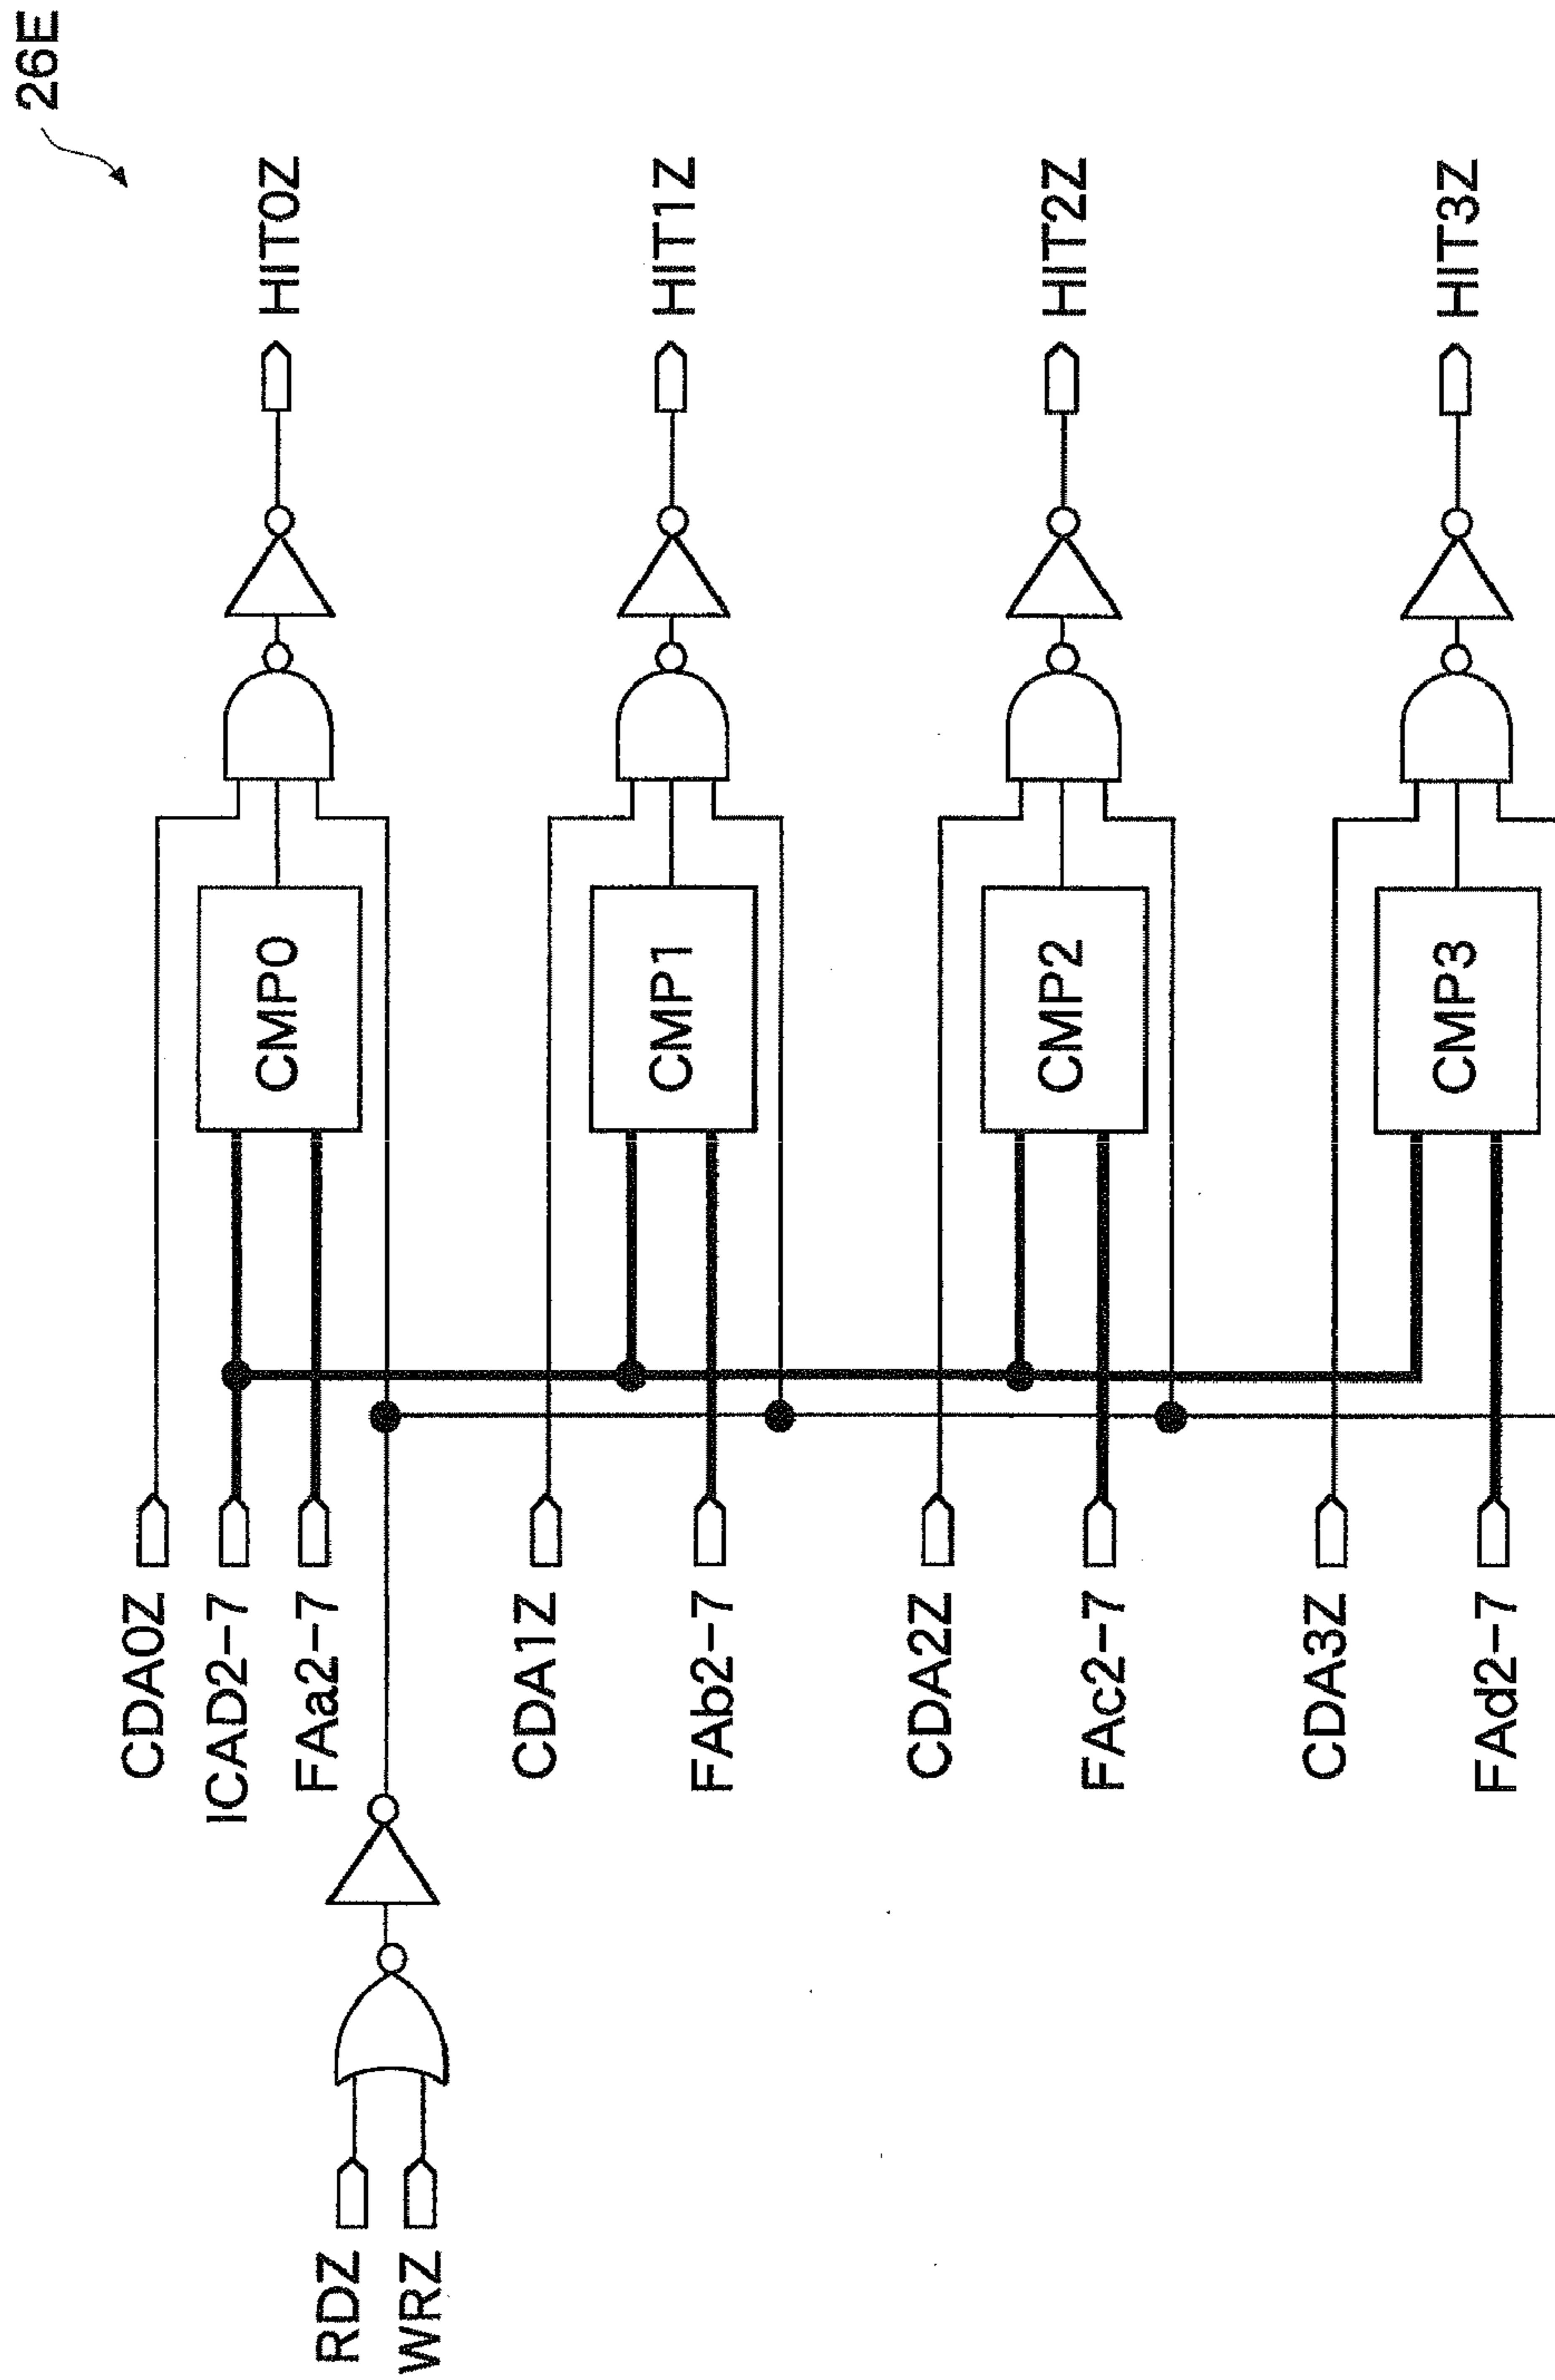 26E
CDA0Z
ICAD2-7
FAa2-7
CMP0
HIT0Z
RDZ
WRZ
CDA1Z
FAb2-7
CMP1
HIT1Z
CDA2Z
FAc2-7
CMP2
HIT2Z
CDA3Z
FAd2-7
CMP3
HIT3Z